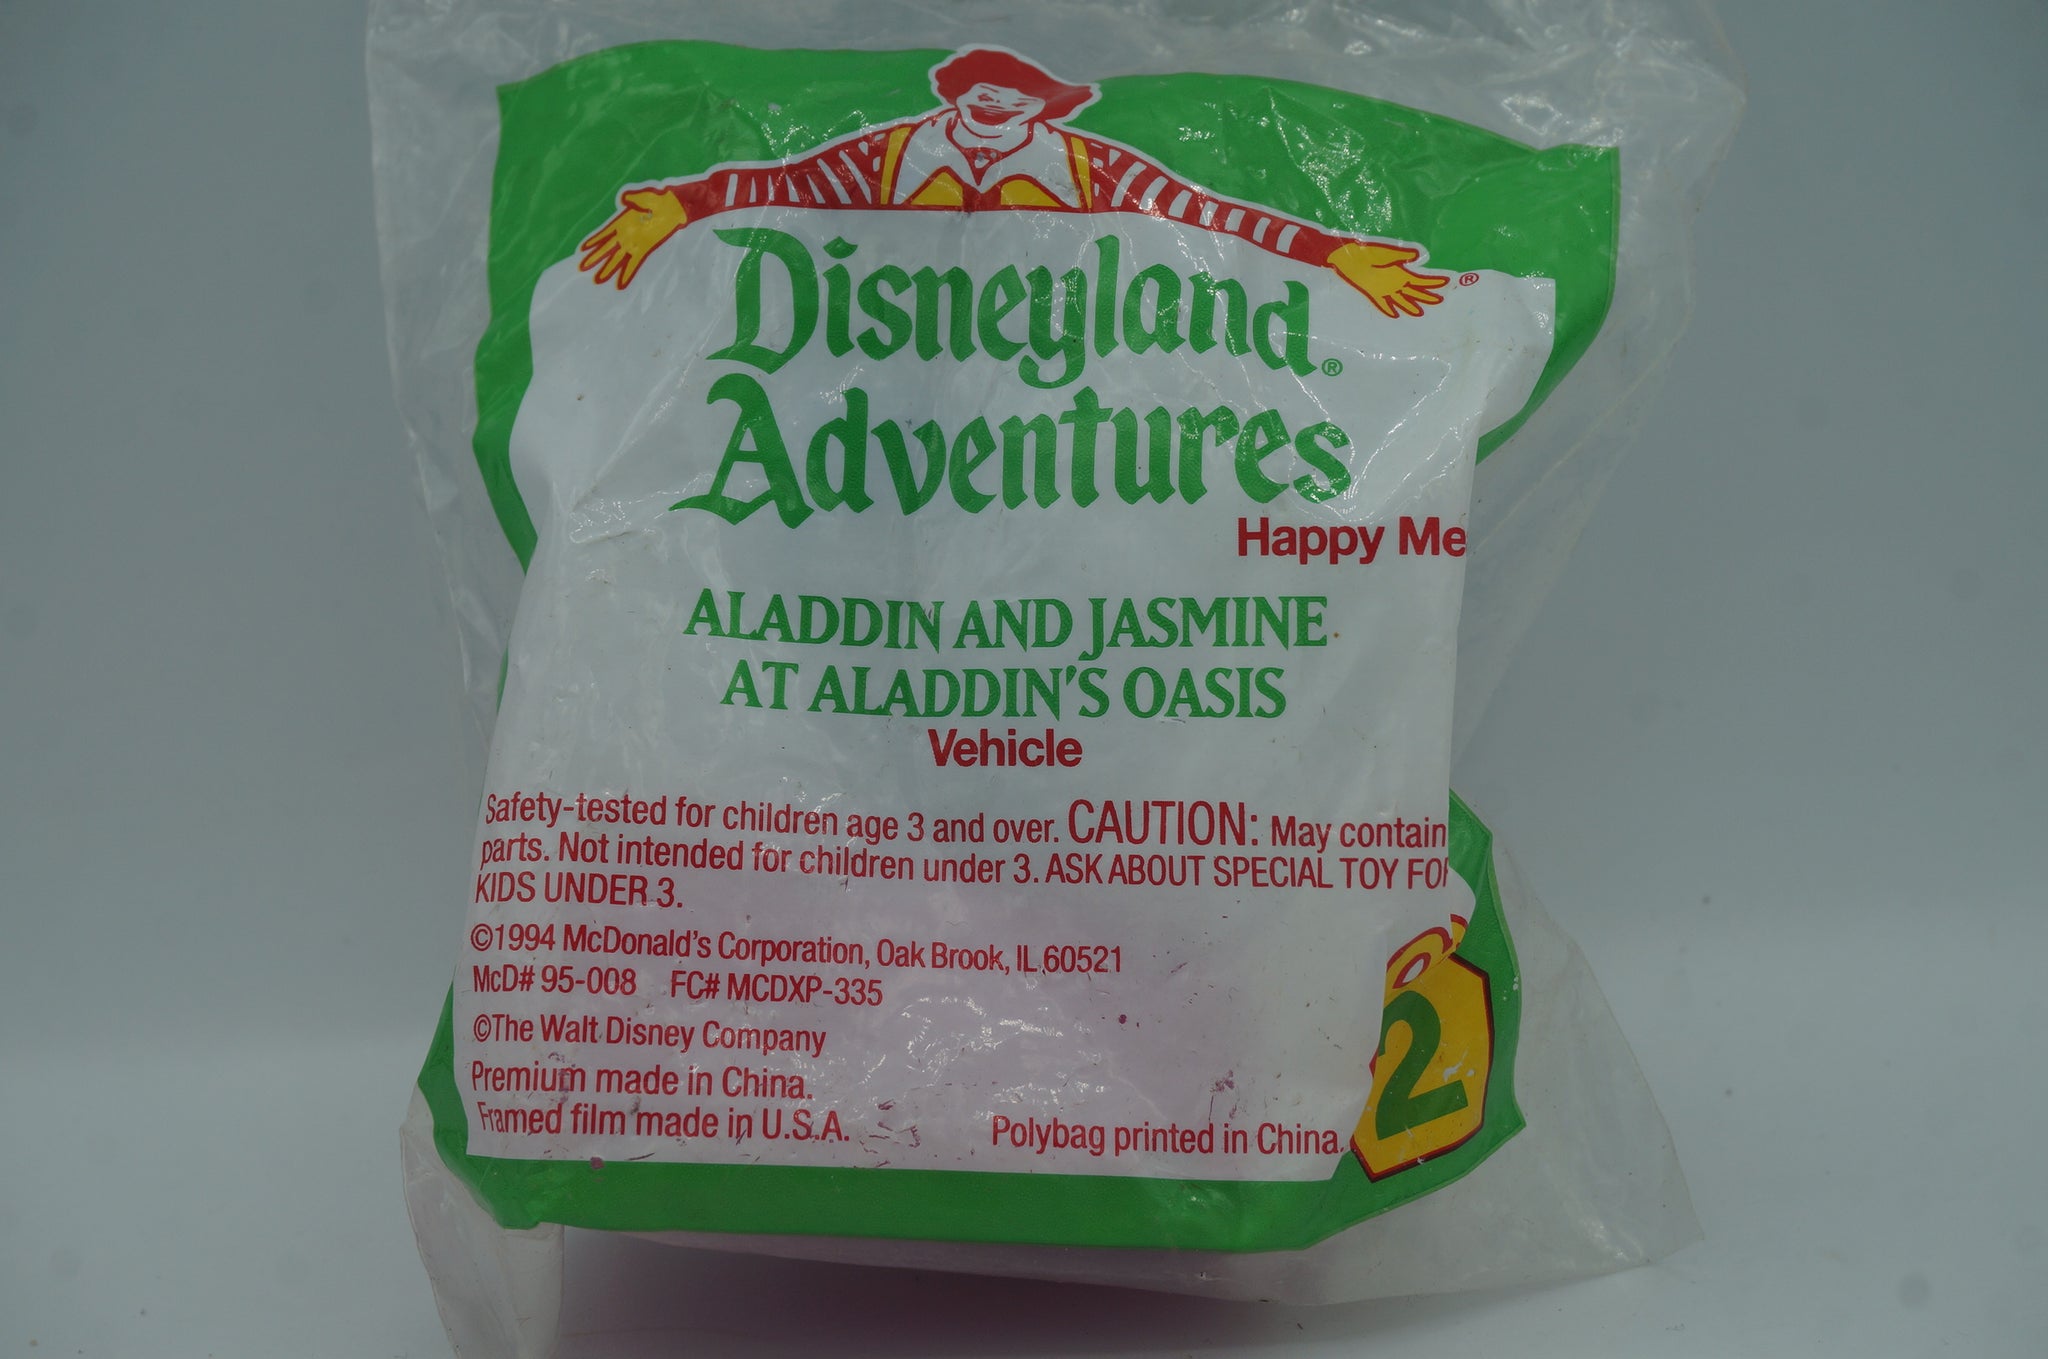 ®
Disneyland®
Adventures
Happy Me
ALADDIN AND JASMINE
AT ALADDIN'S OASIS
Vehicle
Safety-tested for children age 3 and over. CAUTION: May contain
parts. Not intended for children under 3. ASK ABOUT SPECIAL TOY FOR
KIDS UNDER 3.
©1994 McDonald's Corporation, Oak Brook, IL 60521
McD# 95-008 FC# MCDXP-335
©The Walt Disney Company
Premium made in China.
Framed film made in U.S.A.
Polybag printed in China.
2